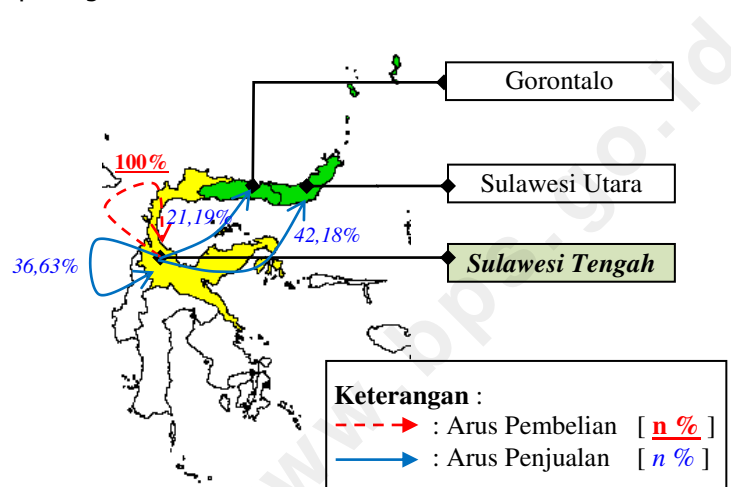 Gorontalo
100%
Sulawesi Utara
21,19%
42,18%
36,63%
Sulawesi Tengah
Keterangan :
: Arus Pembelian [ n % ]
: Arus Penjualan [ n % ]
www.bps.go.id